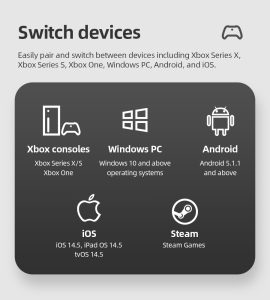 Switch devices
Easily pair and switch between devices including Xbox Series X,
Xbox Series S, Xbox One, Windows PC, Android, and iOS.
Xbox consoles
Xbox Series X/S
Xbox One
Windows PC
Windows 10 and above
operating systems
Android
Android 5.1.1
and above
iOS
iOS 14.5, iPad OS 14.5
tvOS 14.5
Steam
Steam Games